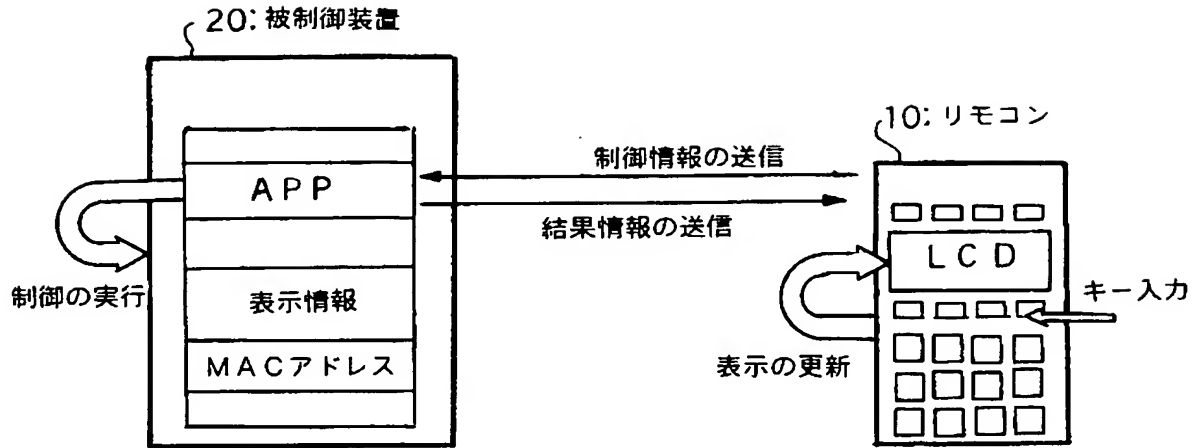 20:被制御装置
10:リモコン
制御情報の送信
APP
結果情報の送信
LCD
制御の実行
表示情報
キー入力
MACアドレス
表示の更新